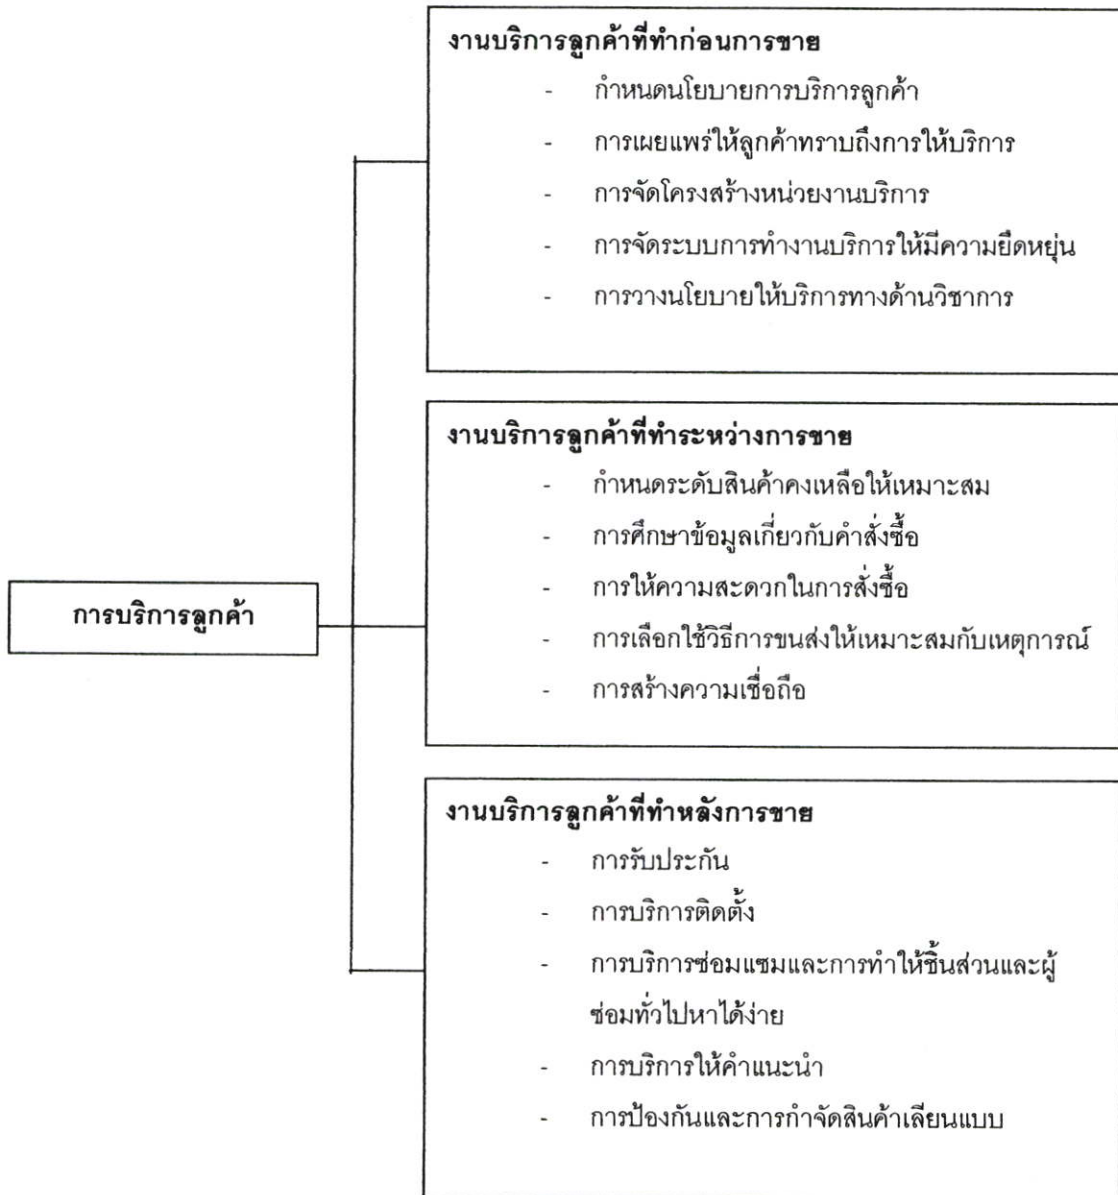 งานบริการลูกค้าที่ทำก่อนการขาย
- กำหนดนโยบายการบริการลูกค้า
- การเผยแพร่ให้ลูกค้าทราบถึงการให้บริการ
- การจัดโครงสร้างหน่วยงานบริการ
- การจัดระบบการทำงานบริการให้มีความยืดหยุ่น
- การวางนโยบายให้บริการทางด้านวิชาการ
งานบริการลูกค้าที่ทำระหว่างการขาย
- กำหนดระดับสินค้าคงเหลือให้เหมาะสม
- การศึกษาข้อมูลเกี่ยวกับคำสั่งซื้อ
- การให้ความสะดวกในการสั่งซื้อ
- การเลือกใช้วิธีการขนส่งให้เหมาะสมกับเหตุการณ์
- การสร้างความเชื่อถือ
การบริการลูกค้า
งานบริการลูกค้าที่ทำหลังการขาย
- การรับประกัน
- การบริการติดตั้ง
- การบริการซ่อมแซมและการทำให้ชิ้นส่วนและผู้
ซ่อมทั่วไปหาได้ง่าย
- การบริการให้คำแนะนำ
- การป้องกันและการกำจัดสินค้าเลียนแบบ